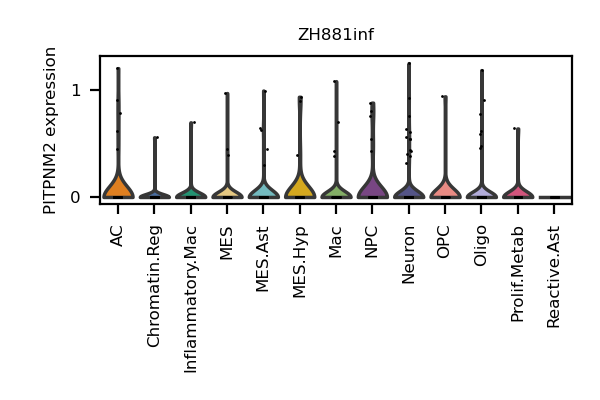 ZH881inf
PITPNM2 expression
1
0
AC
Chromatin.Reg
Inflammatory.Mac
MES
MES.Ast
MES.Hyp
Mac
NPC
Neuron
OPC
Oligo
Prolif.Metab
Reactive.Ast